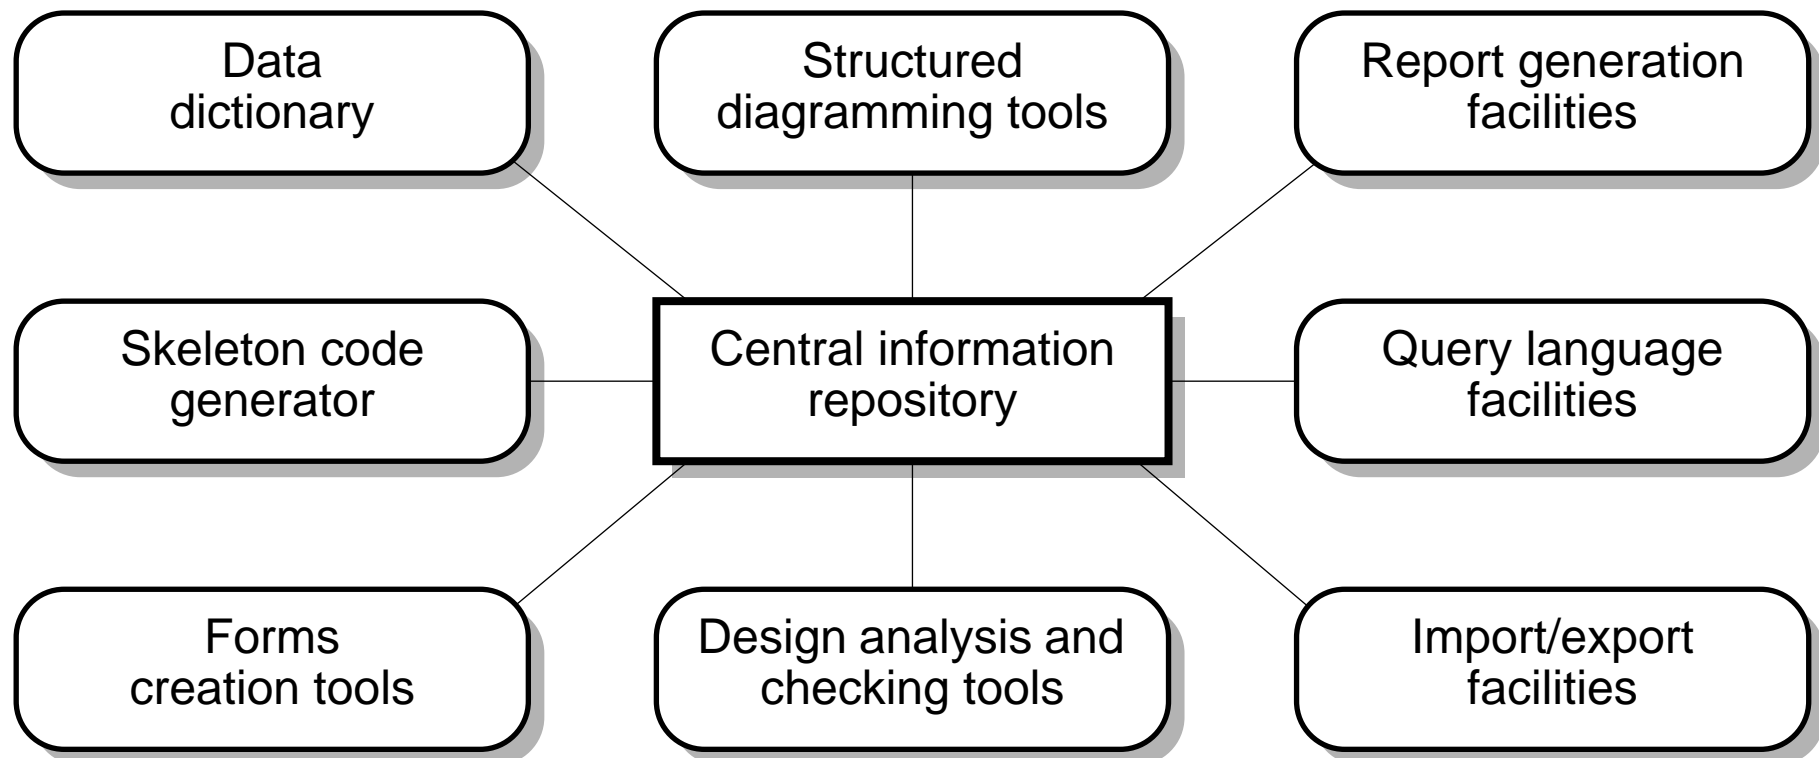 Data
dictionary
Structured
diagramming tools
Report generation
facilities
Skeleton code
generator
Central information
repository
Query language
facilities
Forms
creation tools
Design analysis and
checking tools
Import/export
facilities